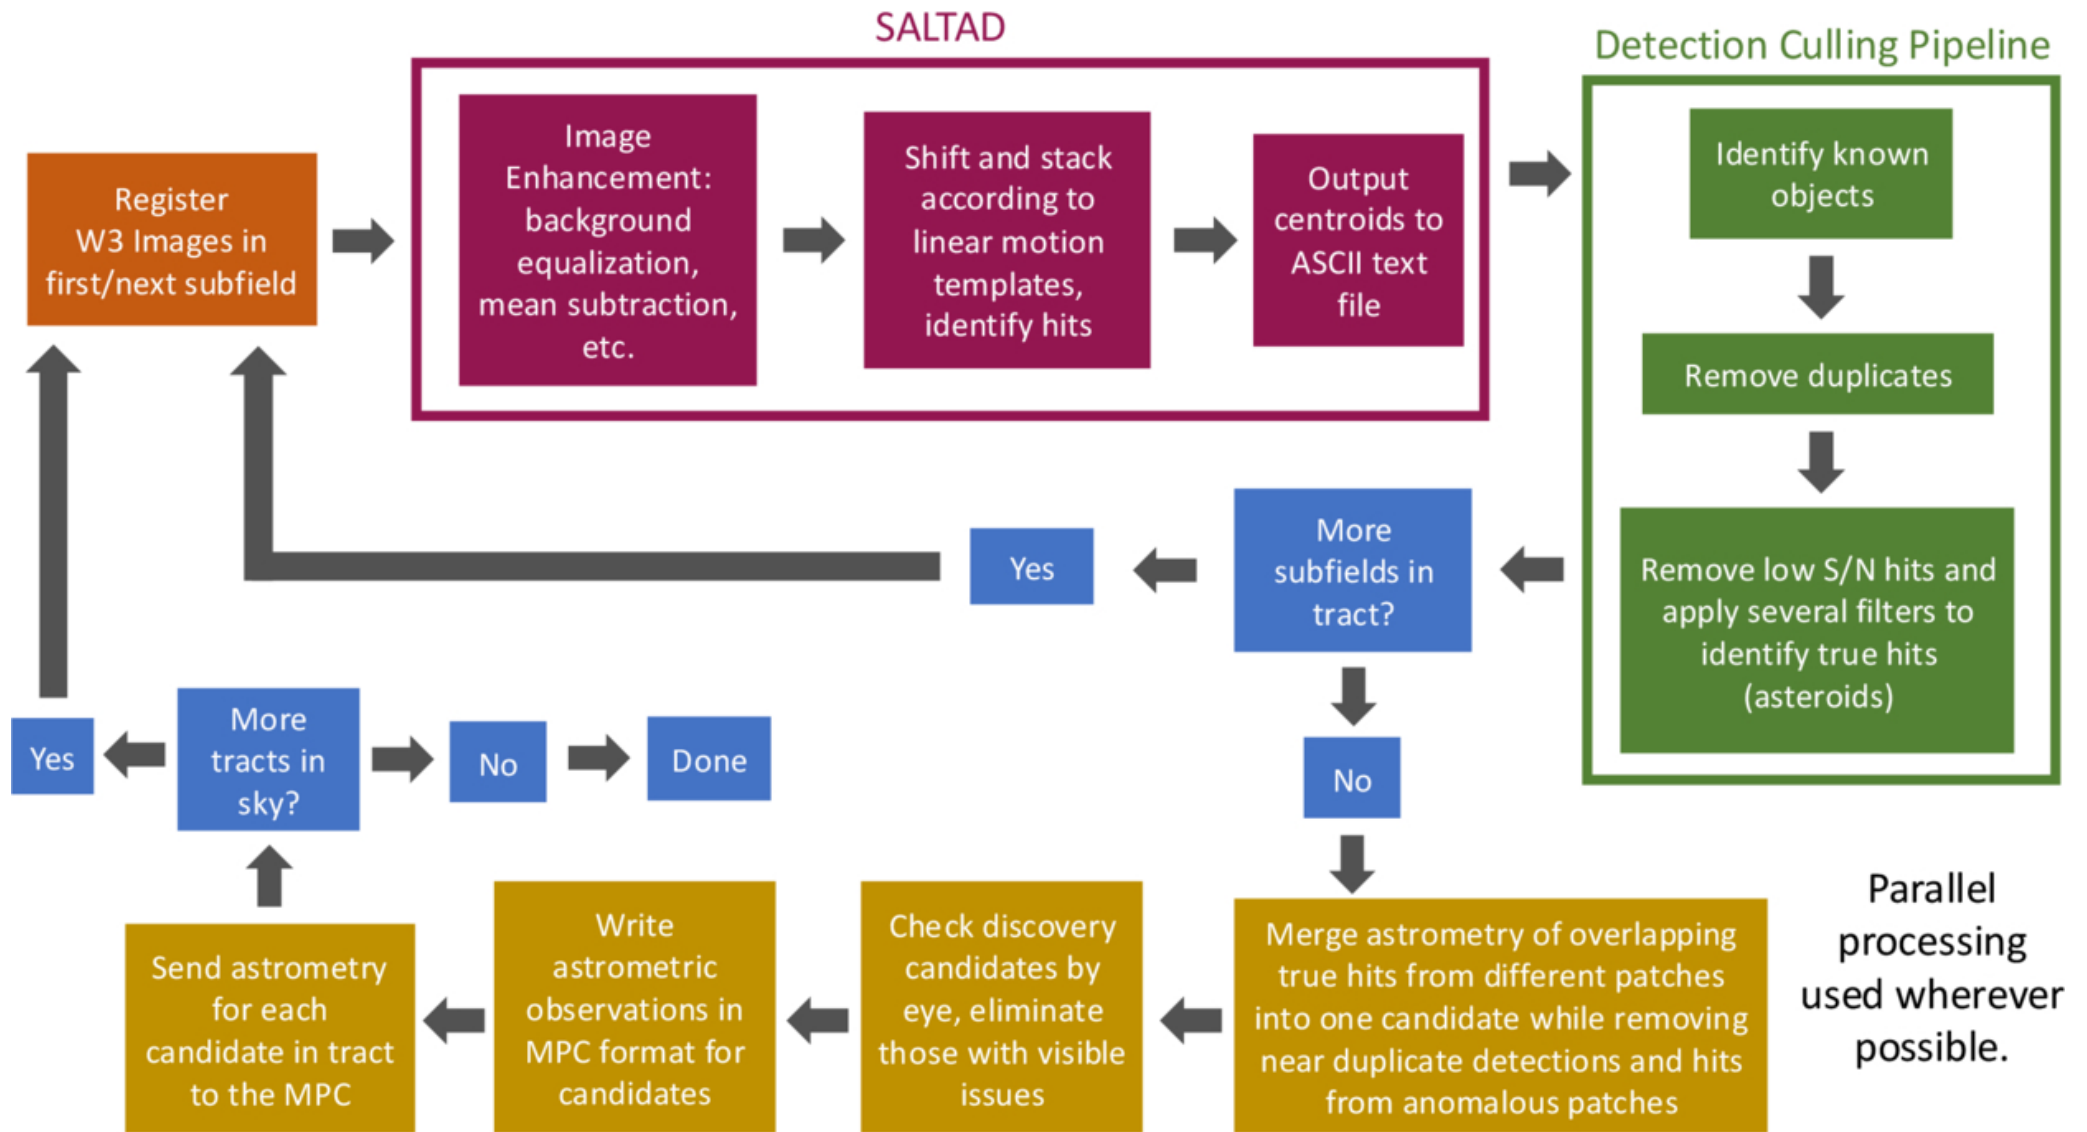 SALTAD
Detection Culling Pipeline
Register
W3 Images in
first/next subfield
Image
Enhancement:
background
equalization,
mean subtraction,
etc.
Shift and stack
according to
linear motion
templates,
identify hits
Output
centroids to
ASCII text
file
Identify known
objects
Remove duplicates
Remove low S/N hits and
apply several filters to
identify true hits
(asteroids)
More
subfields in
tract?
Yes
No
Merge astrometry of overlapping
true hits from different patches
into one candidate while removing
near duplicate detections and hits
from anomalous patches
Check discovery
candidates by
eye, eliminate
those with visible
issues
Write
astrometric
observations in
MPC format for
candidates
Send astrometry
for each
candidate in tract
to the MPC
More
tracts in
sky?
Yes
No
Done
Parallel
processing
used wherever
possible.